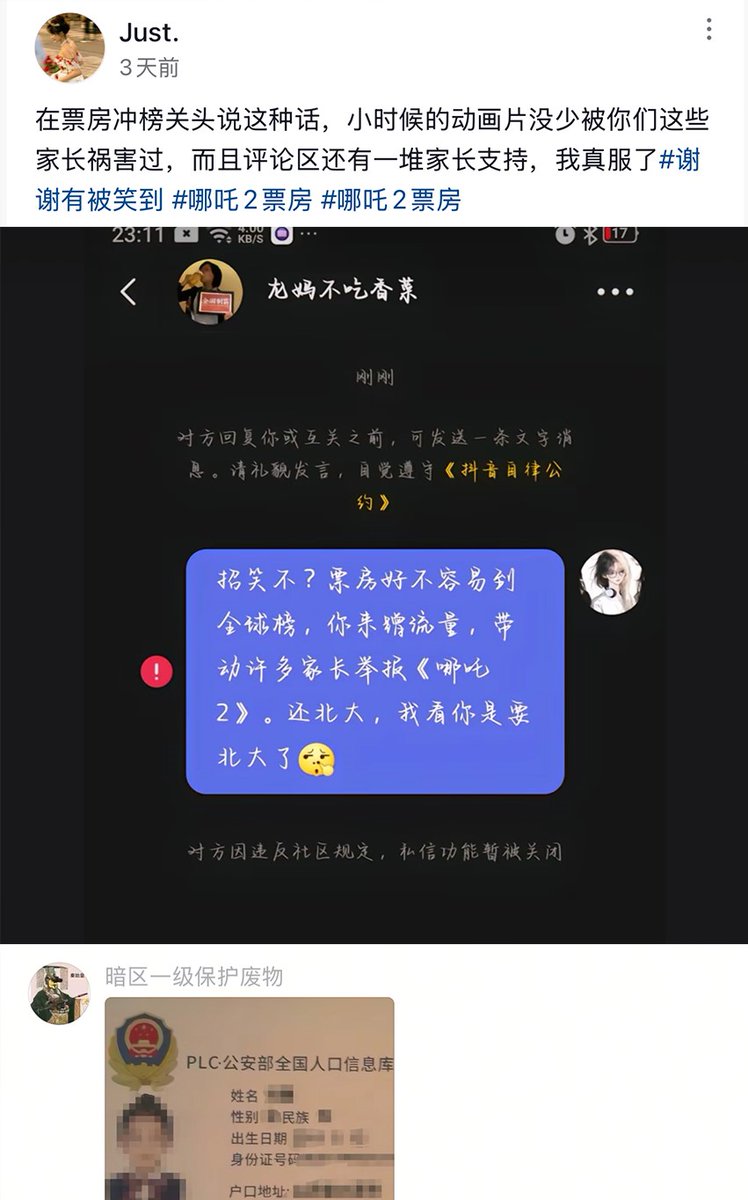 Just.
3天前
在票房冲榜关头说这种话，小时候的动画片没少被你们这些
家长祸害过，而且评论区还有一堆家长支持，我真服了#谢
谢有被笑到 #哪吒2票房 #哪吒2票房
23:11 4.00 KB/S 17
龙妈不吃香菜
刚刚
对方回复你或互关之前，可发送一条文字消
息。请礼貌发言，自觉遵守《抖音自律公
约》
招笑不？票房好不容易到
全球榜，你来蹭流量，带
动许多家长举报《哪吒
2》。还北大，我看你是要
北大了
对方因违反社区规定，私信功能暂被关闭
暗区一级保护废物
PLC·公安部全国人口信息库
姓名
性别 民族
出生日期
身份证号码
户口地址: